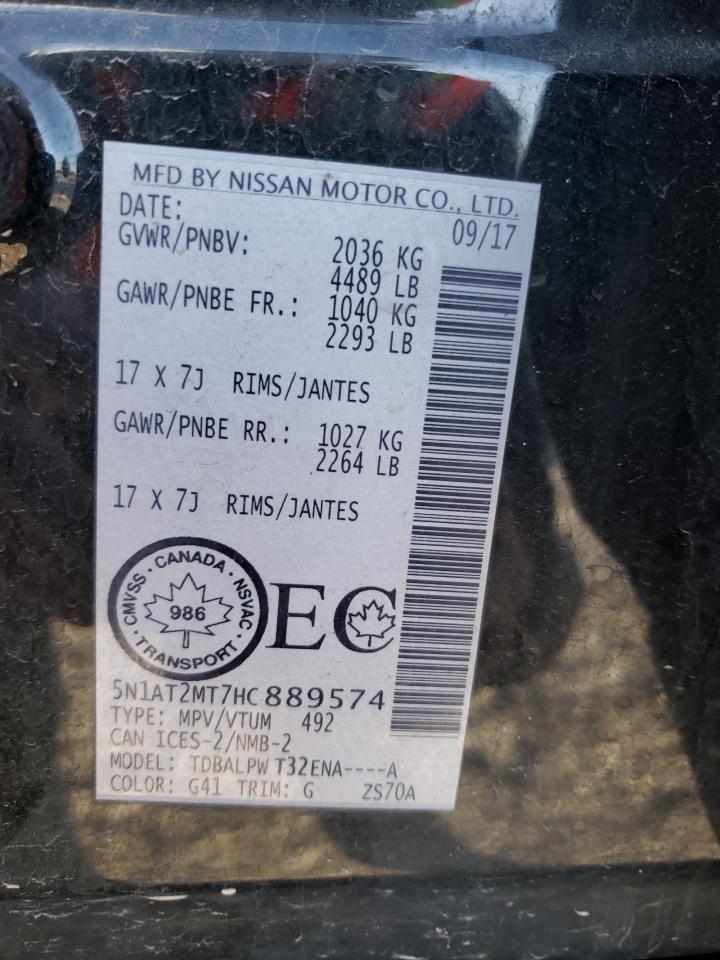 MFD BY NISSAN MOTOR CO., LTD.
DATE: 09/17
GVWR/PNBV: 2036 KG
4489 LB
GAWR/PNBE FR.: 1040 KG
2293 LB
17 X 7J RIMS/JANTES
GAWR/PNBE RR.: 1027 KG
2264 LB
17 X 7J RIMS/JANTES
CMVSS · CANADA · NSVAC · TRANSPORT ·
986
EC
5N1AT2MT7HC889574
TYPE: MPV/VTUM 492
CAN ICES-2/NMB-2
MODEL: TDBALPW T32ENA----A
COLOR: G41 TRIM: G ZS70A